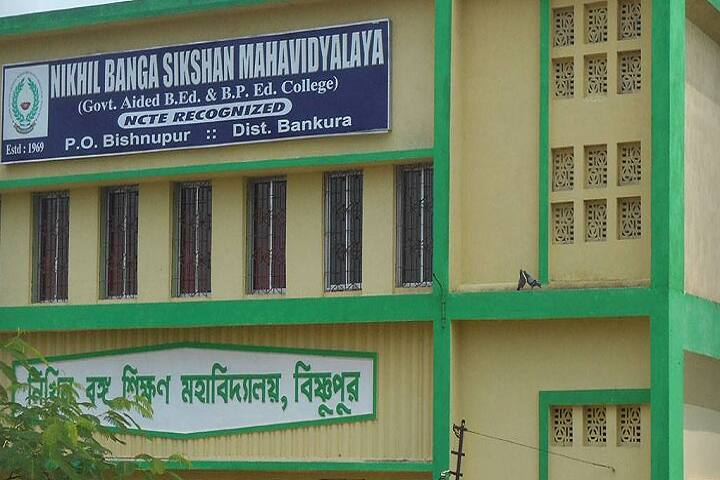 NIKHIL BANGA SIKSHAN MAHAVIDYALAYA
(Govt. Aided B.Ed. & B.P. Ed. College)
NCTE RECOGNIZED
Estd : 1969
P.O. Bishnupur :: Dist. Bankura
নিখিল বঙ্গ শিক্ষণ মহাবিদ্যালয়, বিষ্ণুপুর